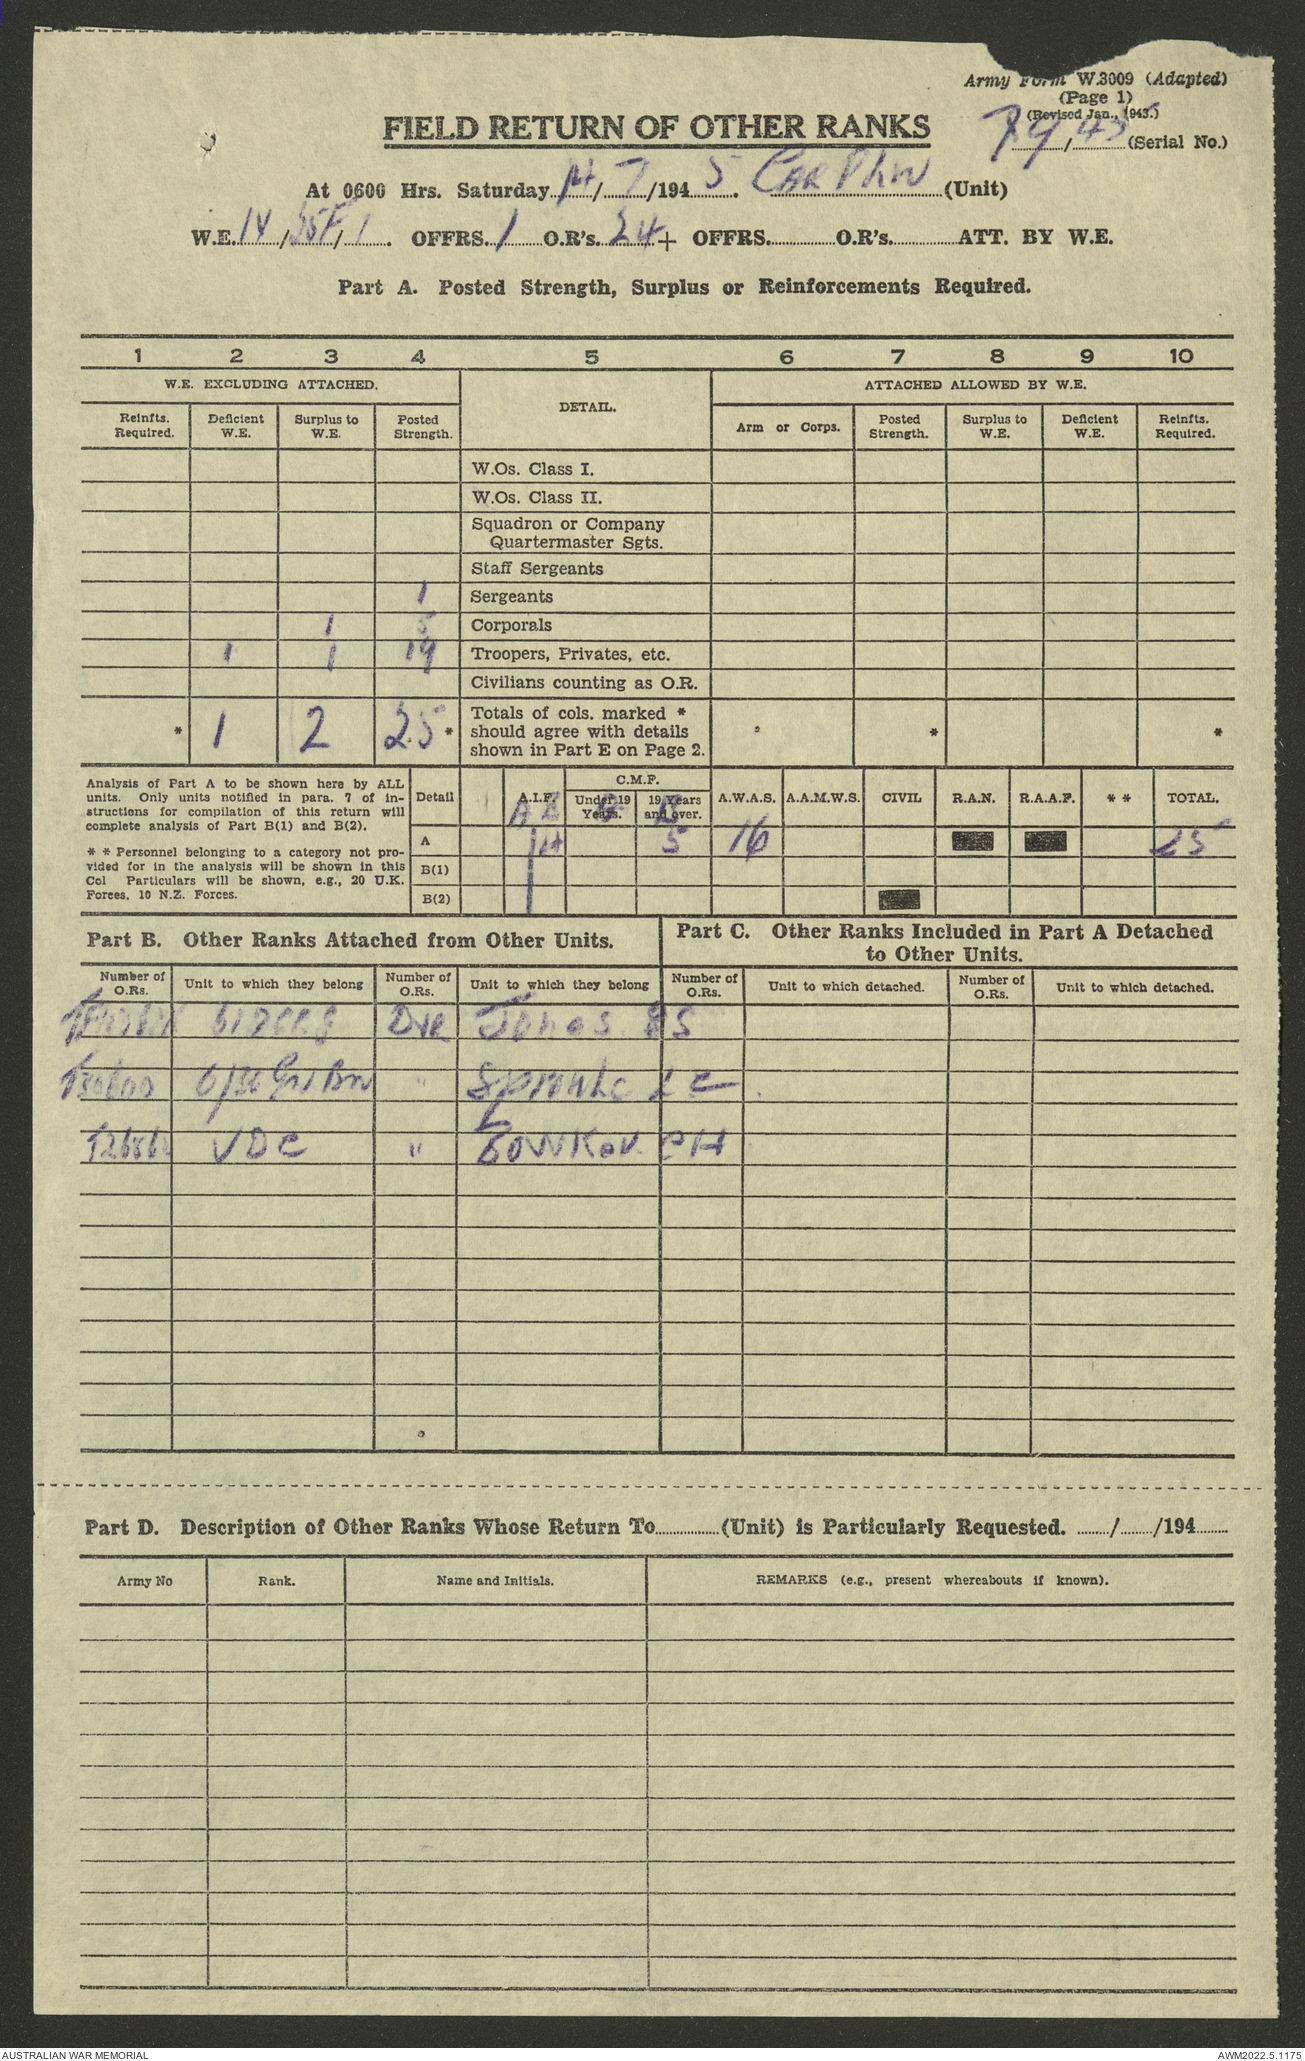 Army Form W.3009 (Adapted)
(Page 1)
(Revised Jan., 1945.)
FIELD RETURN OF OTHER RANKS
/45 (Serial No.)
At 0600 Hrs. Saturday 14/7/1945. (Unit)
W.E. 14/ /1. OFFRS. 1 O.R's. 24 + OFFRS. O.R's. ATT. BY W.E.
Part A. Posted Strength, Surplus or Reinforcements Required.
1 2 3 4 5 6 7 8 9 10
W.E. EXCLUDING ATTACHED. DETAIL. ATTACHED ALLOWED BY W.E.
Reinfts. Required. Deficient W.E. Surplus to W.E. Posted Strength. Arm or Corps. Posted Strength. Surplus to W.E. Deficient W.E. Reinfts. Required.
W.Os. Class I.
W.Os. Class II.
Squadron or Company
Quartermaster Sgts.
Staff Sergeants
1 Sergeants
1 5 Corporals
1 1 19 Troopers, Privates, etc.
Civilians counting as O.R.
* 1 2 25 * Totals of cols. marked * * *
should agree with details
shown in Part E on Page 2.
Analysis of Part A to be shown here by ALL
units. Only units notified in para. 7 of in-
structions for compilation of this return will
complete analysis of Part B(1) and B(2).
* * Personnel belonging to a category not pro-
vided for in the analysis will be shown in this
Col Particulars will be shown, e.g., 20 U.K.
Forces, 10 N.Z. Forces.
C.M.F.
Detail A.I.F. Under 19 Years. 19 Years and over. A.W.A.S. A.A.M.W.S. CIVIL R.A.N. R.A.A.F. * * TOTAL.
A B
A 4 5 16 25
B(1)
B(2)
Part B. Other Ranks Attached from Other Units.
Part C. Other Ranks Included in Part A Detached
to Other Units.
Number of O.Rs. Unit to which they belong Number of O.Rs. Unit to which they belong Number of O.Rs. Unit to which detached. Number of O.Rs. Unit to which detached.
Dvr Jones
" L C
VDC " CH
Part D. Description of Other Ranks Whose Return To (Unit) is Particularly Requested. / /194
Army No Rank. Name and Initials. REMARKS (e.g., present whereabouts if known).
AUSTRALIAN WAR MEMORIAL AWM2022.5.1175